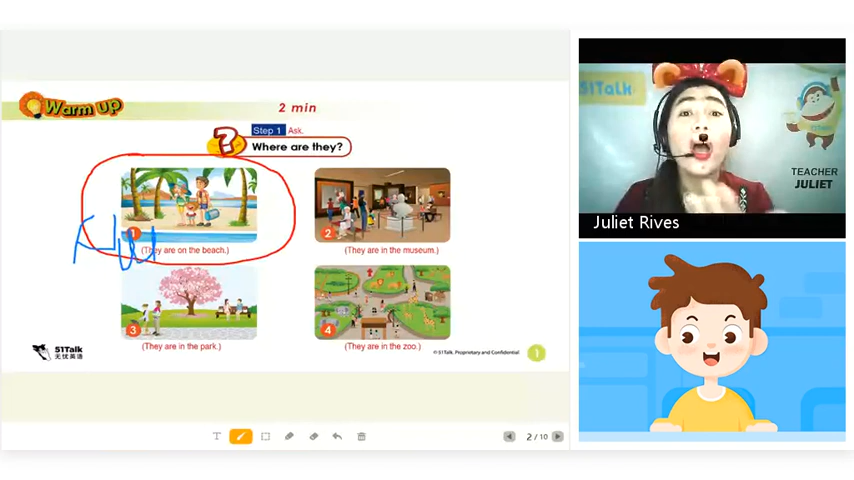 Warm up
2 min
Step 1 Ask.
Where are they?
1
(They are on the beach.)
2
(They are in the museum.)
3
(They are in the park.)
4
(They are in the zoo.)
51Talk
无忧英语
© 51Talk. Proprietary and Confidential
1
T
2 / 10
51Talk
TEACHER
JULIET
Juliet Rives